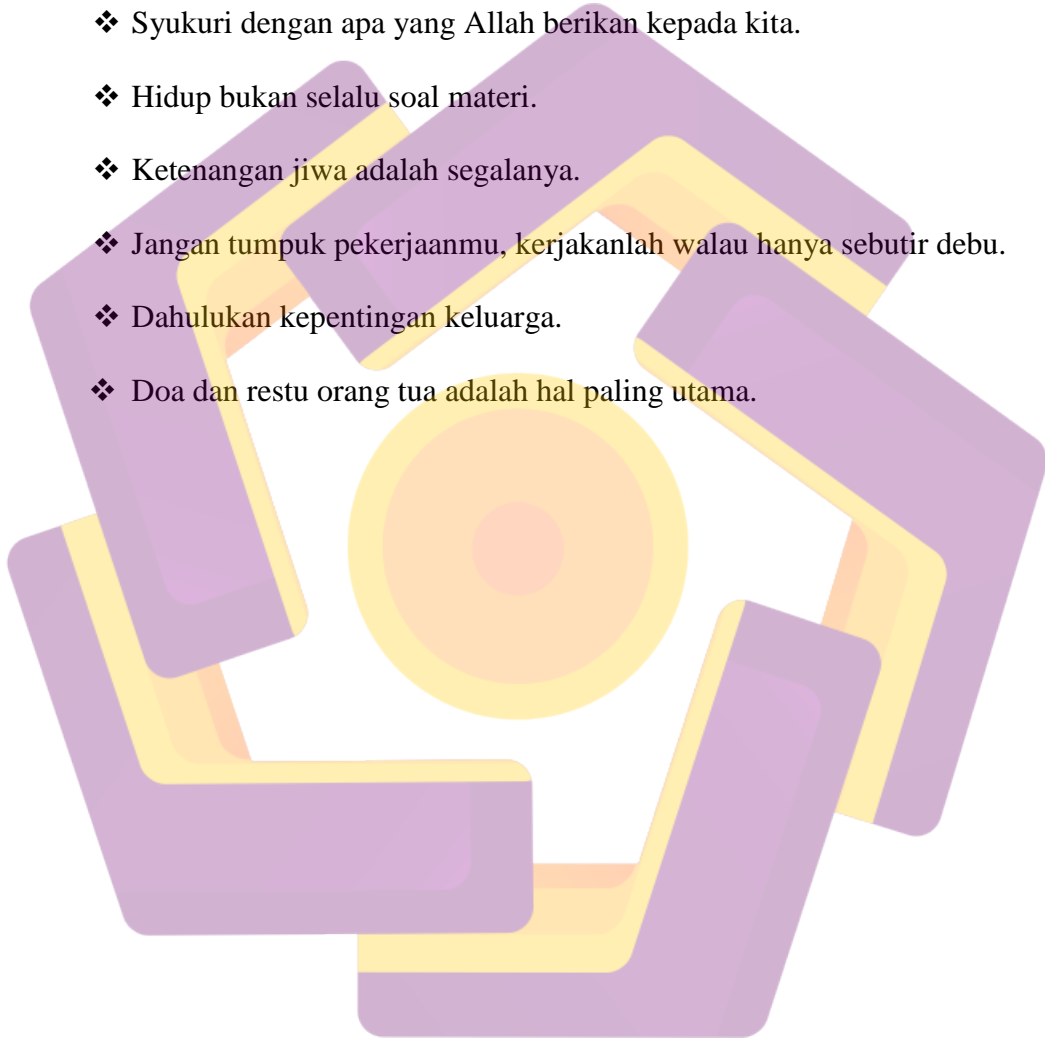 ❖ Syukuri dengan apa yang Allah berikan kepada kita.
❖ Hidup bukan selalu soal materi.
❖ Ketenangan jiwa adalah segalanya.
❖ Jangan tumpuk pekerjaanmu, kerjakanlah walau hanya sebutir debu.
❖ Dahulukan kepentingan keluarga.
❖ Doa dan restu orang tua adalah hal paling utama.